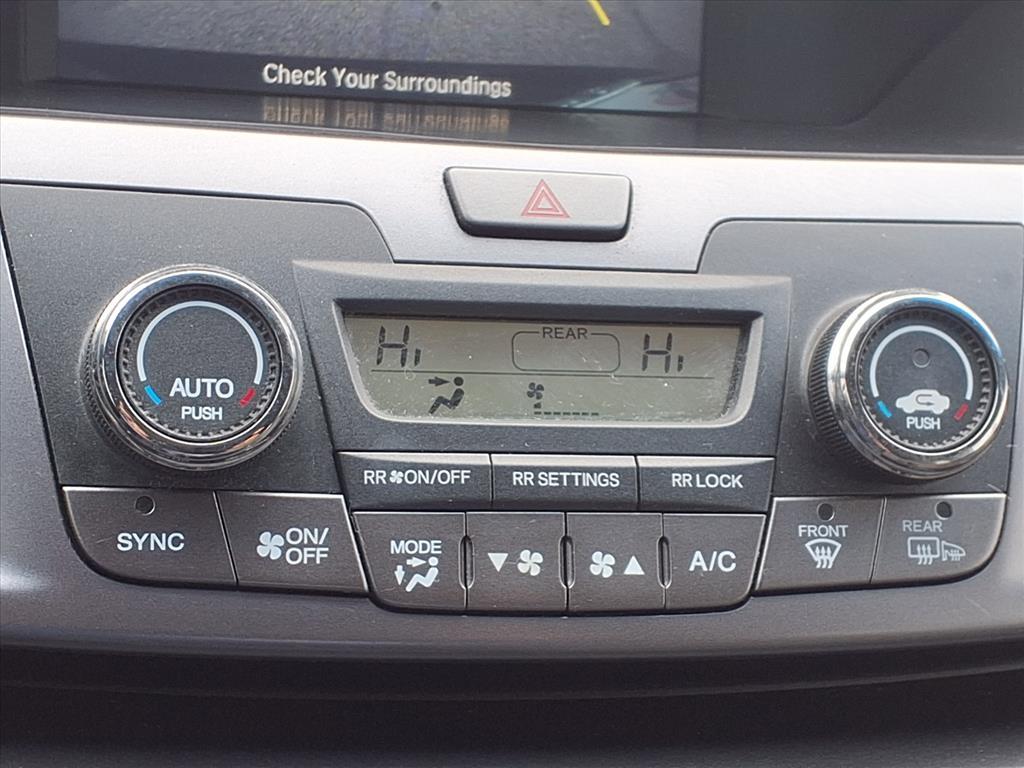 Check Your Surroundings
AUTO
PUSH
Hi
REAR
Hi
PUSH
RR ON/OFF
RR SETTINGS
RR LOCK
SYNC
ON/
OFF
MODE
A/C
FRONT
REAR